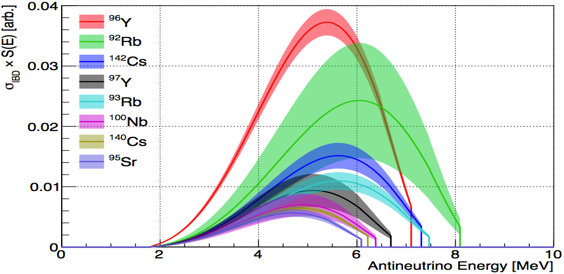 0.04
0.03
0.02
0.01
0
σIBD × S(E) [arb.]
96Y
92Rb
142Cs
97Y
93Rb
100Nb
140Cs
95Sr
0 2 4 6 8 10
Antineutino Energy [MeV]